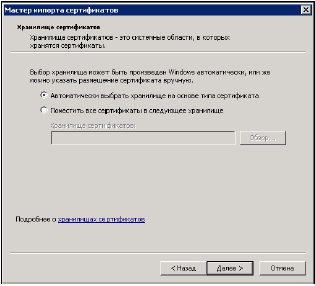 Мастер импорта сертификатов
Хранилище сертификатов
Хранилища сертификатов - это системные области, в которых
хранятся сертификаты.
Выбор хранилища может быть произведен Windows автоматически, или же
можно указать размещение сертификата вручную.
Автоматически выбрать хранилище на основе типа сертификата
Поместить все сертификаты в следующее хранилище
Хранилище сертификатов:
Обзор...
Подробнее о хранилищах сертификатов
< Назад
Далее >
Отмена